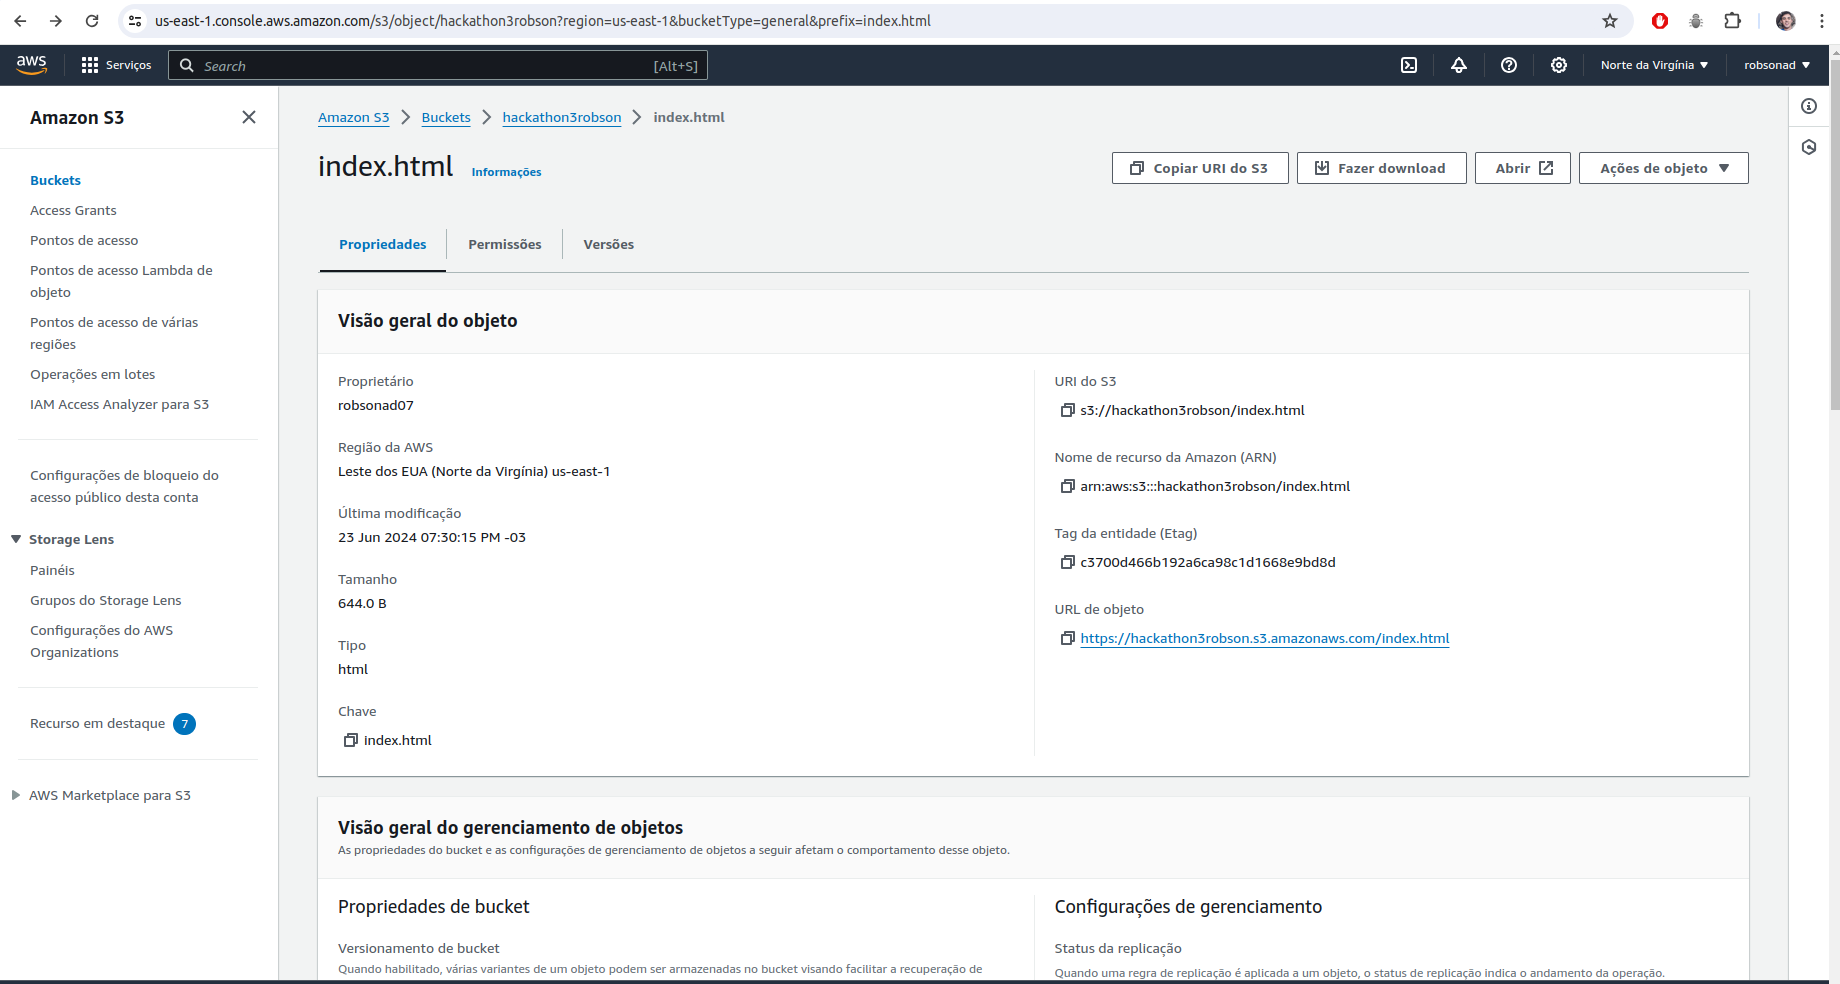 us-east-1.console.aws.amazon.com/s3/object/hackathon3robson?region=us-east-1&bucketType=general&prefix=index.html
aws
Serviços
Search
[Alt+S]
Norte da Virgínia
robsonad
Amazon S3
Buckets
Access Grants
Pontos de acesso
Pontos de acesso Lambda de
objeto
Pontos de acesso de várias
regiões
Operações em lotes
IAM Access Analyzer para S3
Configurações de bloqueio do
acesso público desta conta
Storage Lens
Painéis
Grupos do Storage Lens
Configurações do AWS
Organizations
Recurso em destaque 7
AWS Marketplace para S3
Amazon S3
Buckets
hackathon3robson
index.html
index.html
Informações
Copiar URI do S3
Fazer download
Abrir
Ações de objeto
Propriedades
Permissões
Versões
Visão geral do objeto
Proprietário
robsonad07
Região da AWS
Leste dos EUA (Norte da Virgínia) us-east-1
Última modificação
23 Jun 2024 07:30:15 PM -03
Tamanho
644.0 B
Tipo
html
Chave
index.html
URI do S3
s3://hackathon3robson/index.html
Nome de recurso da Amazon (ARN)
arn:aws:s3:::hackathon3robson/index.html
Tag da entidade (Etag)
c3700d466b192a6ca98c1d1668e9bd8d
URL de objeto
https://hackathon3robson.s3.amazonaws.com/index.html
Visão geral do gerenciamento de objetos
As propriedades do bucket e as configurações de gerenciamento de objetos a seguir afetam o comportamento desse objeto.
Propriedades de bucket
Versionamento de bucket
Quando habilitado, várias variantes de um objeto podem ser armazenadas no bucket visando facilitar a recuperação de
Configurações de gerenciamento
Status da replicação
Quando uma regra de replicação é aplicada a um objeto, o status de replicação indica o andamento da operação.